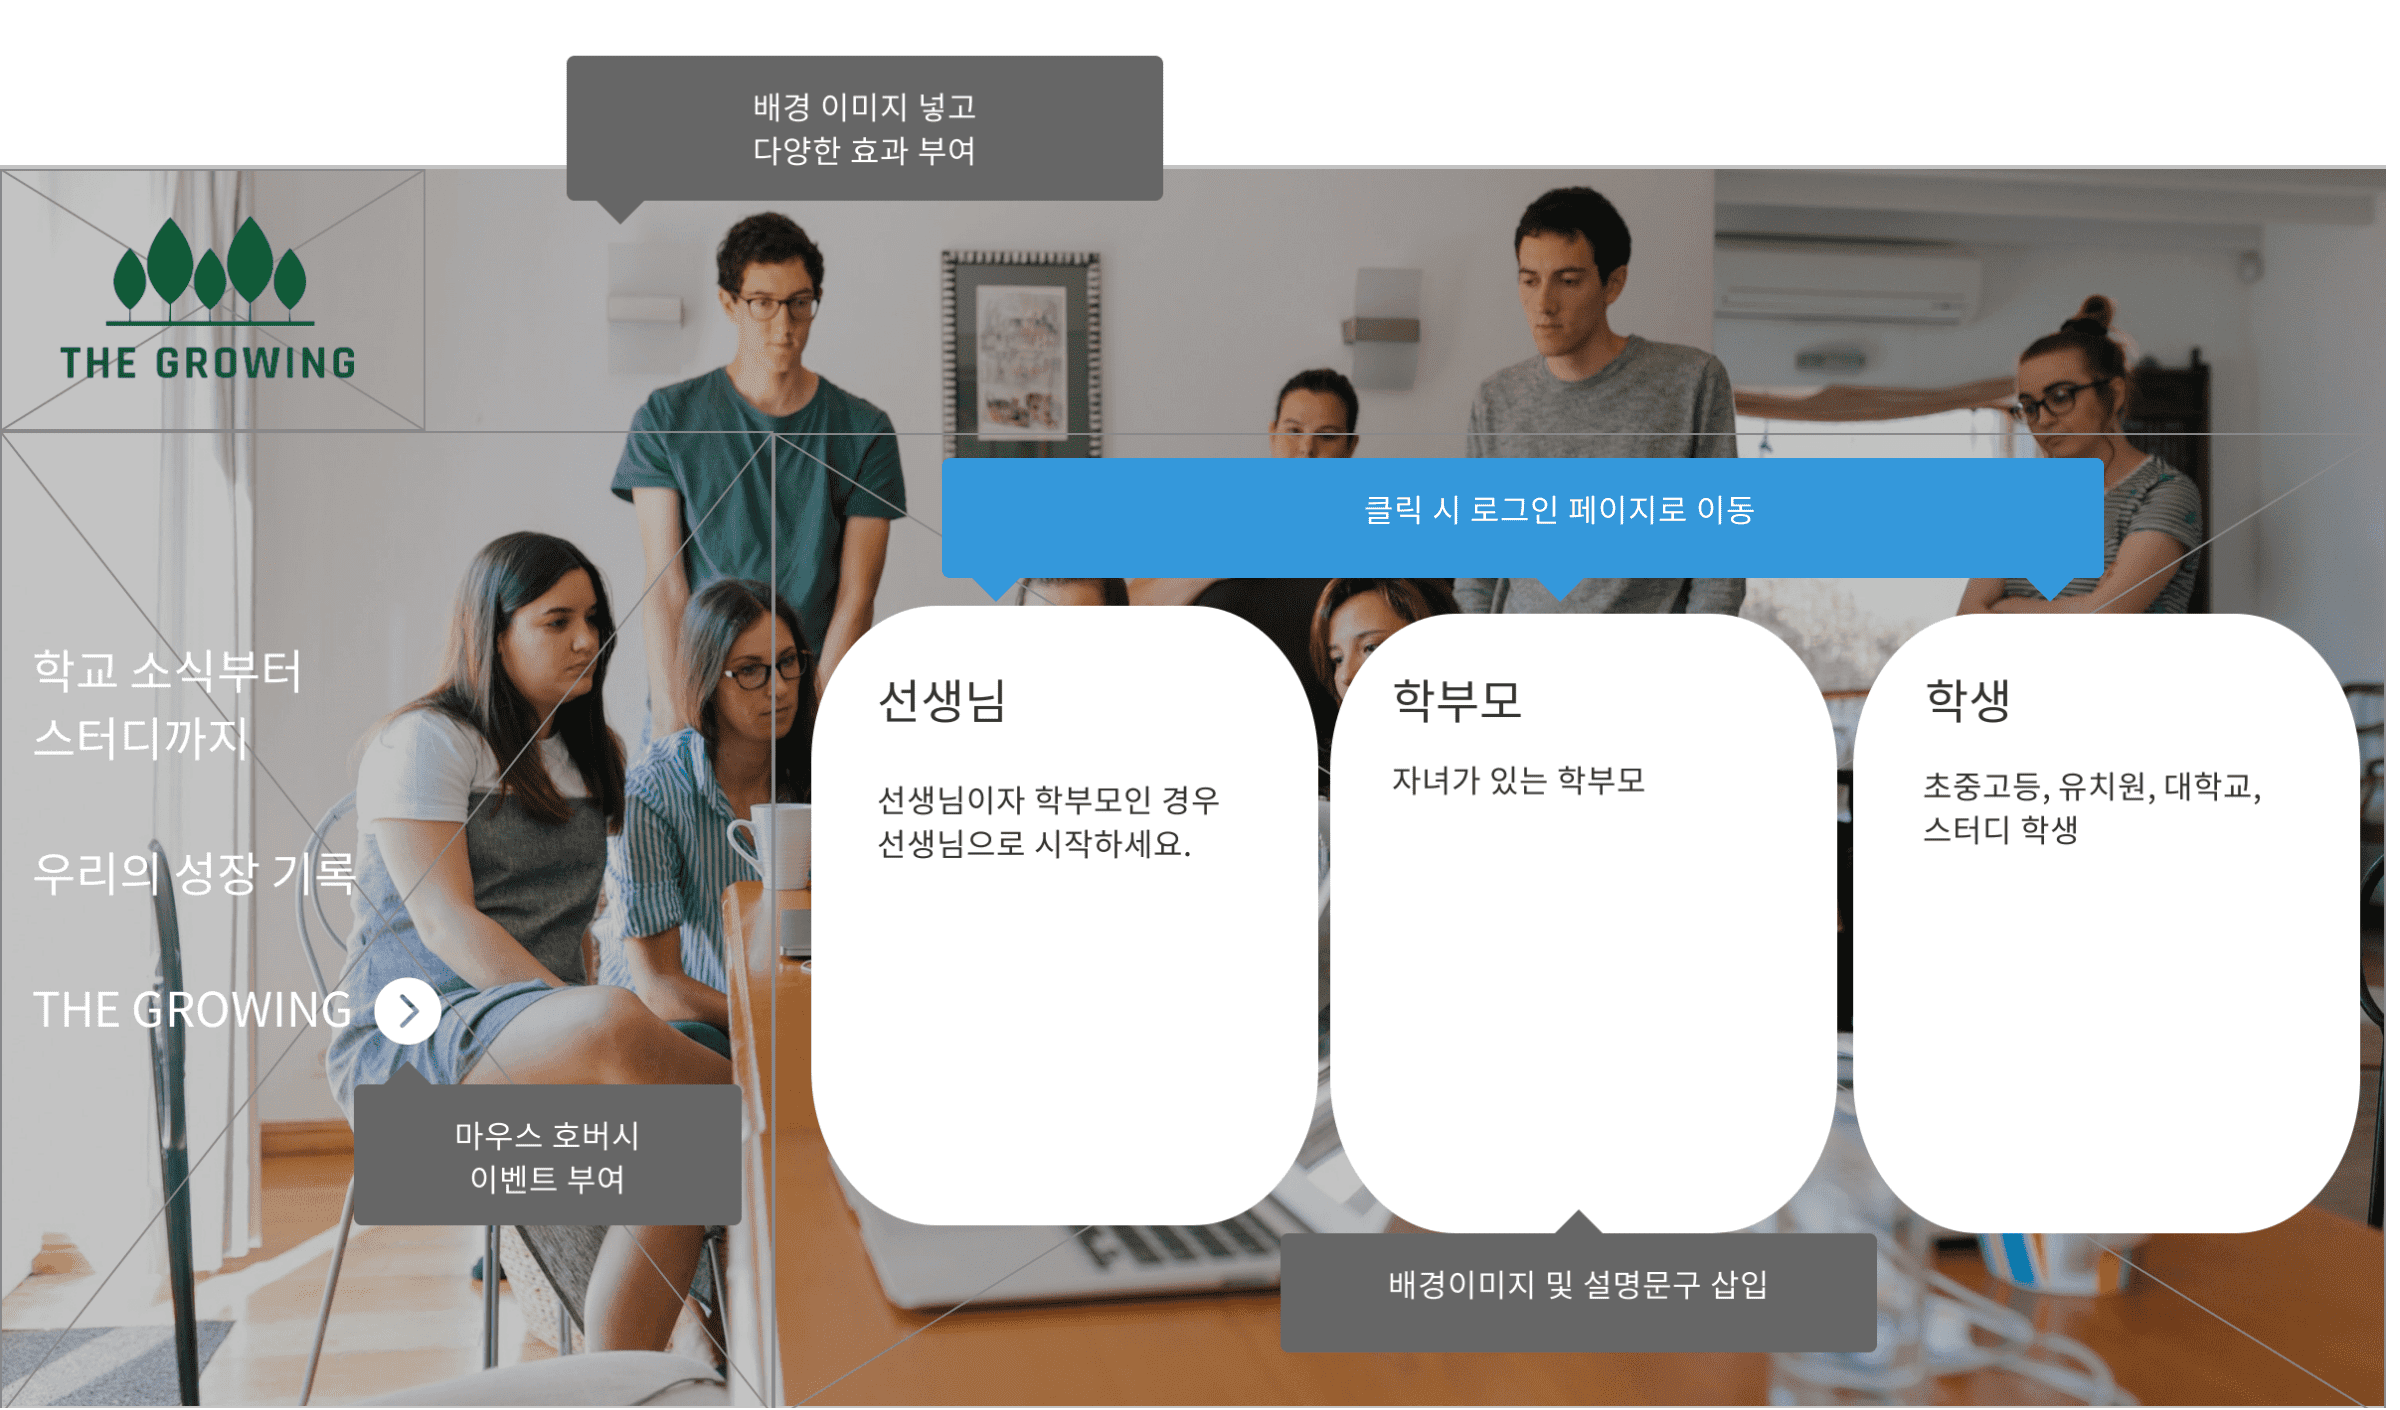 배경 이미지 넣고
다양한 효과 부여
THE GROWING
클릭 시 로그인 페이지로 이동
학교 소식부터
스터디까지
우리의 성장 기록
THE GROWING
마우스 호버시
이벤트 부여
선생님
선생님이자 학부모인 경우
선생님으로 시작하세요.
학부모
자녀가 있는 학부모
학생
초중고등, 유치원, 대학교,
스터디 학생
배경이미지 및 설명문구 삽입